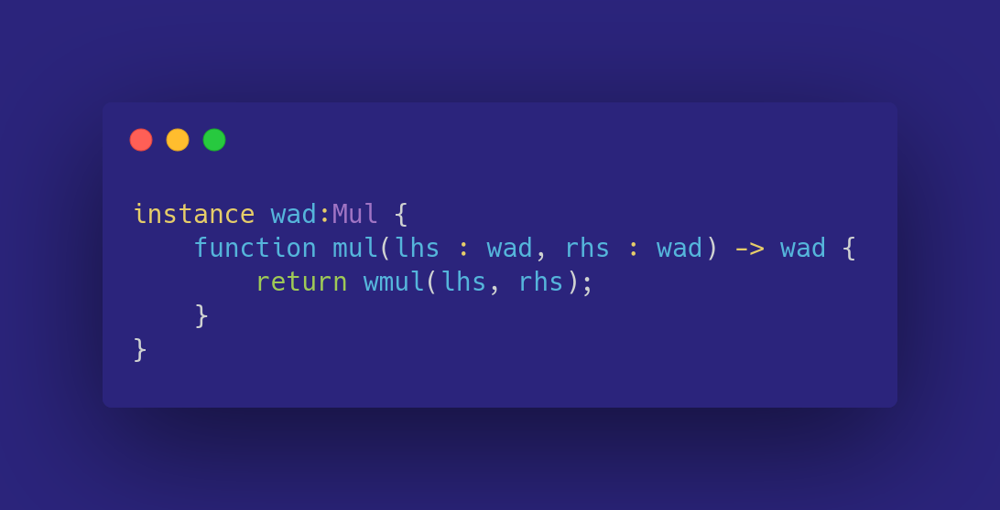 instance wad:Mul {
    function mul(lhs : wad, rhs : wad) -> wad {
        return wmul(lhs, rhs);
    }
}